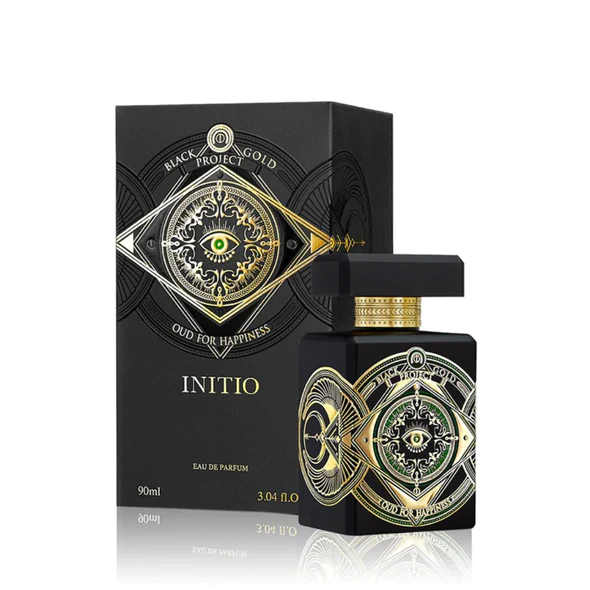 BLACK GOLD
PROJECT
OUD FOR HAPPINESS
INITIO
EAU DE PARFUM
90ml
3.04 fl.O
BLACK GOLD
PROJECT
OUD FOR HAPPINESS